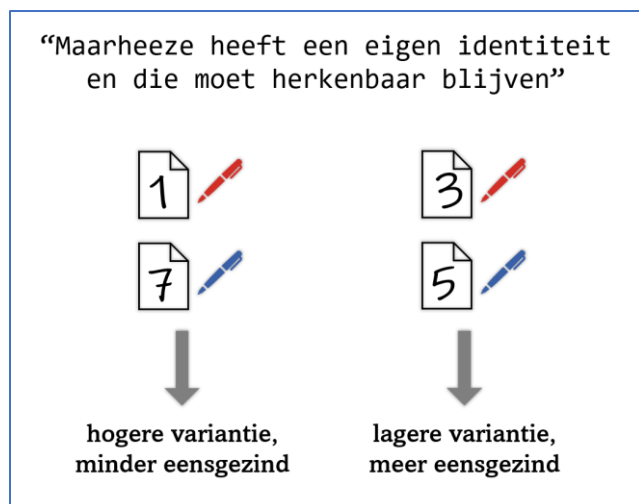 “Maarheeze heeft een eigen identiteit
en die moet herkenbaar blijven”
1
3
7
5
hogere variantie,
minder eensgezind
lagere variantie,
meer eensgezind